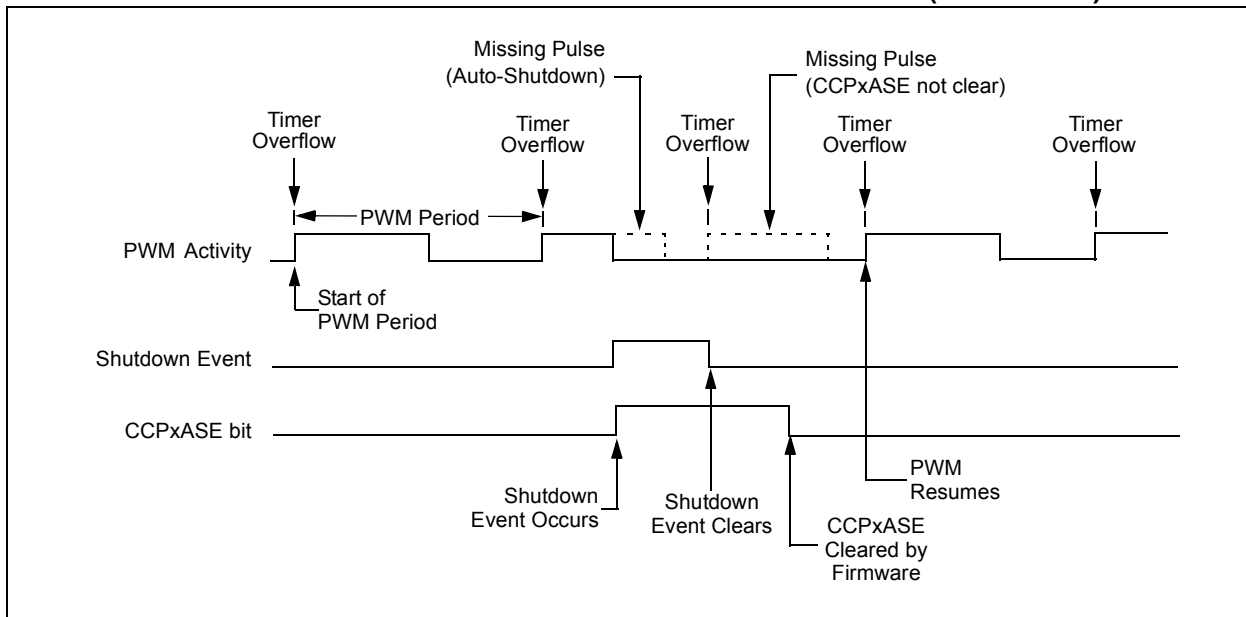 Missing Pulse
(Auto-Shutdown)
Missing Pulse
(CCPxASE not clear)
Timer
Overflow
Timer
Overflow
Timer
Overflow
Timer
Overflow
Timer
Overflow
PWM Period
PWM Activity
Start of
PWM Period
Shutdown Event
CCPxASE bit
Shutdown
Event Occurs
Shutdown
Event Clears
PWM
Resumes
CCPxASE
Cleared by
Firmware